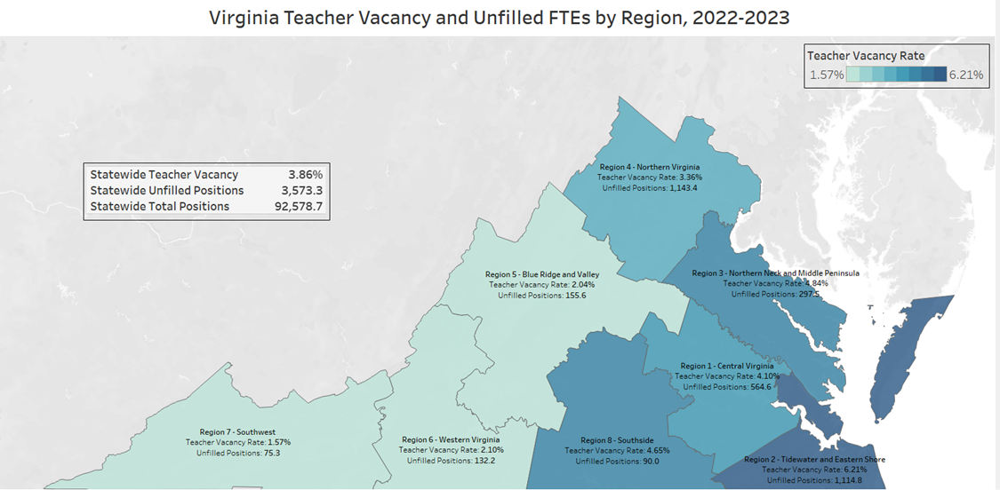 Virginia Teacher Vacancy and Unfilled FTEs by Region, 2022-2023
Teacher Vacancy Rate
1.57% 6.21%
Statewide Teacher Vacancy 3.86%
Statewide Unfilled Positions 3,573.3
Statewide Total Positions 92,578.7
Region 4 - Northern Virginia
Teacher Vacancy Rate: 3.36%
Unfilled Positions: 1,143.4
Region 5 - Blue Ridge and Valley
Teacher Vacancy Rate: 2.04%
Unfilled Positions: 155.6
Region 3 - Northern Neck and Middle Peninsula
Teacher Vacancy Rate: 4.84%
Unfilled Positions: 297.5
Region 1 - Central Virginia
Teacher Vacancy Rate: 4.10%
Unfilled Positions: 564.6
Region 7 - Southwest
Teacher Vacancy Rate: 1.57%
Unfilled Positions: 75.3
Region 6 - Western Virginia
Teacher Vacancy Rate: 2.10%
Unfilled Positions: 132.2
Region 8 - Southside
Teacher Vacancy Rate: 4.65%
Unfilled Positions: 90.0
Region 2 - Tidewater and Eastern Shore
Teacher Vacancy Rate: 6.21%
Unfilled Positions: 1,114.8